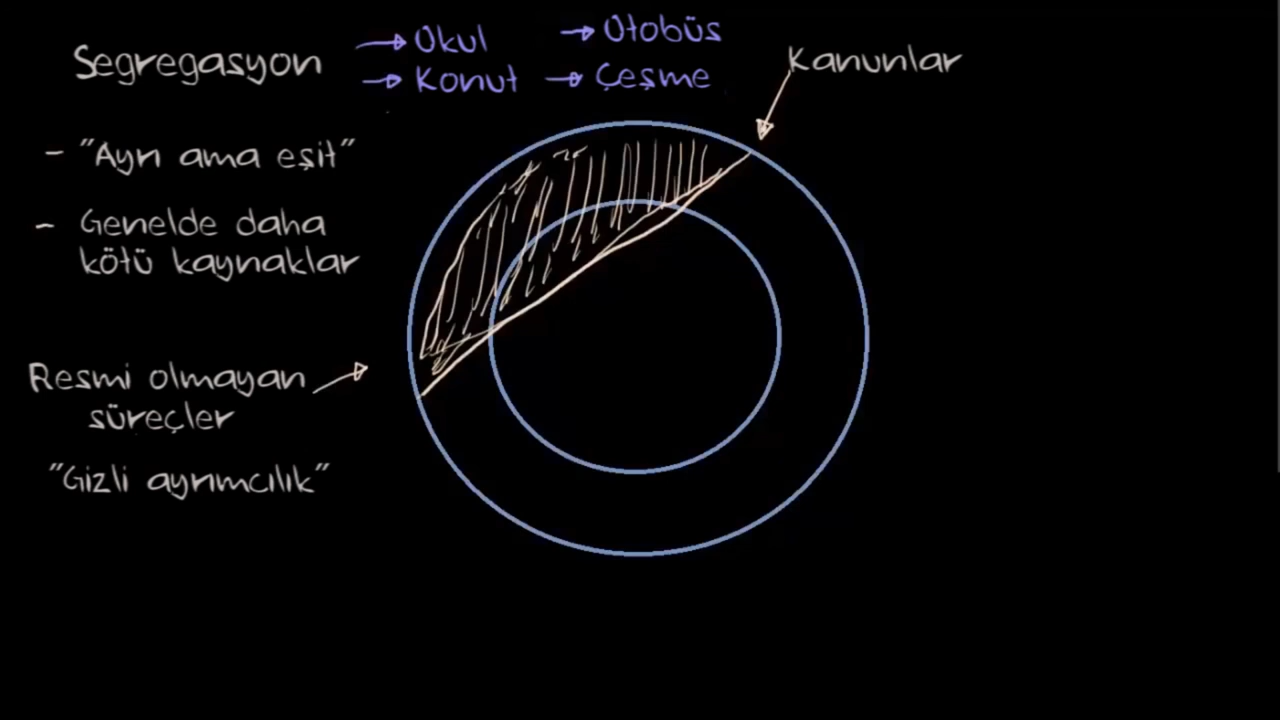 Segregasyon
→ Okul → Otobüs
→ Konut → Çeşme
Kanunlar
- "Ayrı ama eşit"
- Genelde daha
kötü kaynaklar
Resmi olmayan
süreçler
"Gizli ayrımcılık"